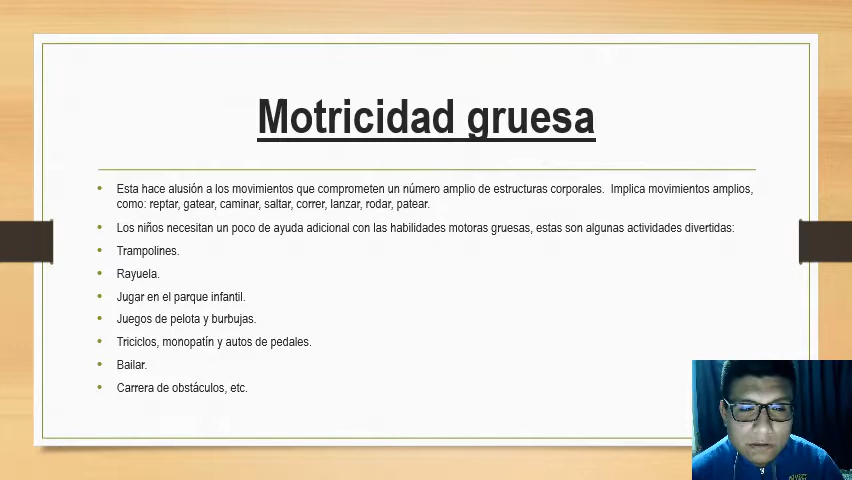 Motricidad gruesa
Esta hace alusión a los movimientos que comprometen un número amplio de estructuras corporales.  Implica movimientos amplios,
como: reptar, gatear, caminar, saltar, correr, lanzar, rodar, patear.
Los niños necesitan un poco de ayuda adicional con las habilidades motoras gruesas, estas son algunas actividades divertidas:
Trampolines.
Rayuela.
Jugar en el parque infantil.
Juegos de pelota y burbujas.
Triciclos, monopatín y autos de pedales.
Bailar.
Carrera de obstáculos, etc.